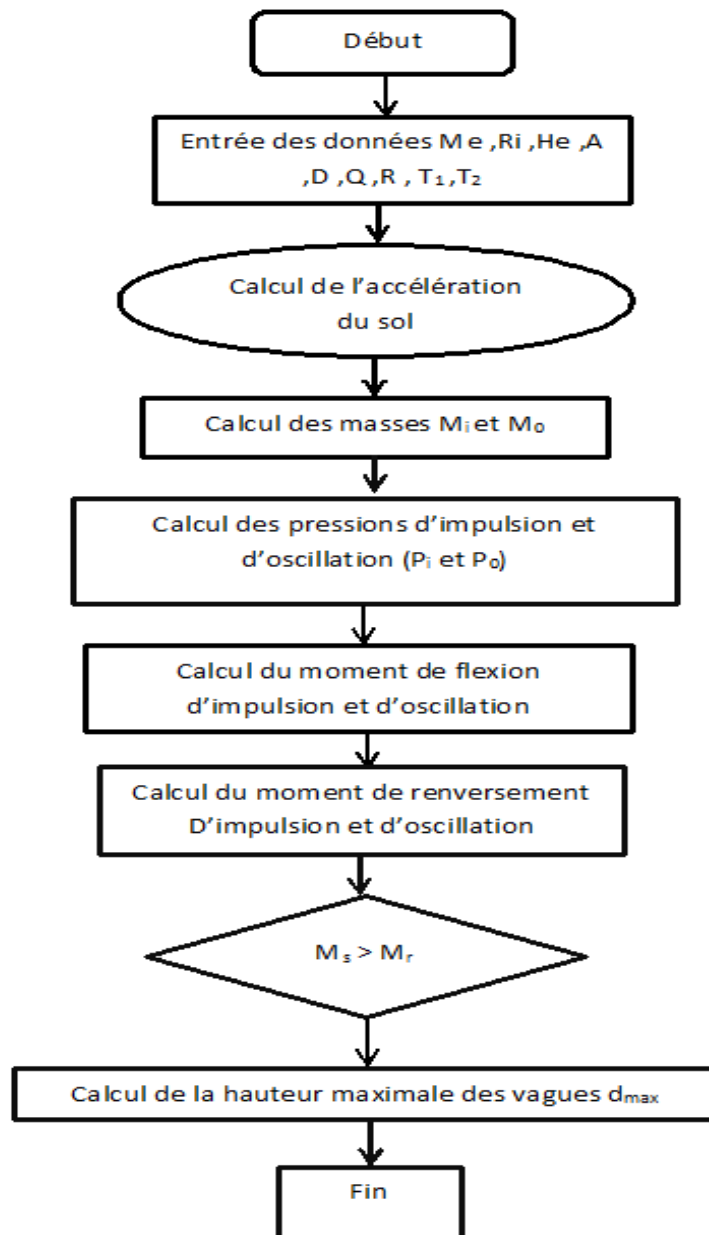 Début
Entrée des données Me ,Ri ,He ,A
,D ,Q ,R , T₁ ,T₂
Calcul de l'accélération
du sol
Calcul des masses Mᵢ et M₀
Calcul des pressions d'impulsion et
d'oscillation (Pᵢ et P₀)
Calcul du moment de flexion
d'impulsion et d'oscillation
Calcul du moment de renversement
D'impulsion et d'oscillation
Mₛ > Mᵣ
Calcul de la hauteur maximale des vagues dₘₐₓ
Fin